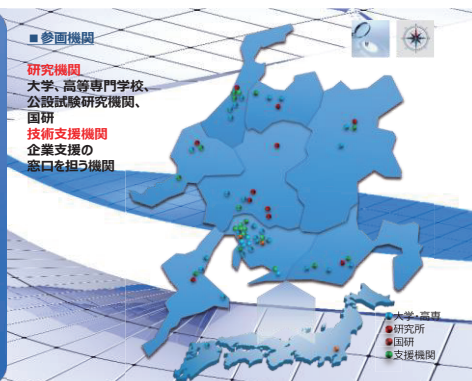 ■ 参画機関
研究機関
大学、高等専門学校、
公設試験研究機関、
国研
技術支援機関
企業支援の
窓口を担う機関
●大学・高専
●研究所
●国研
●支援機関